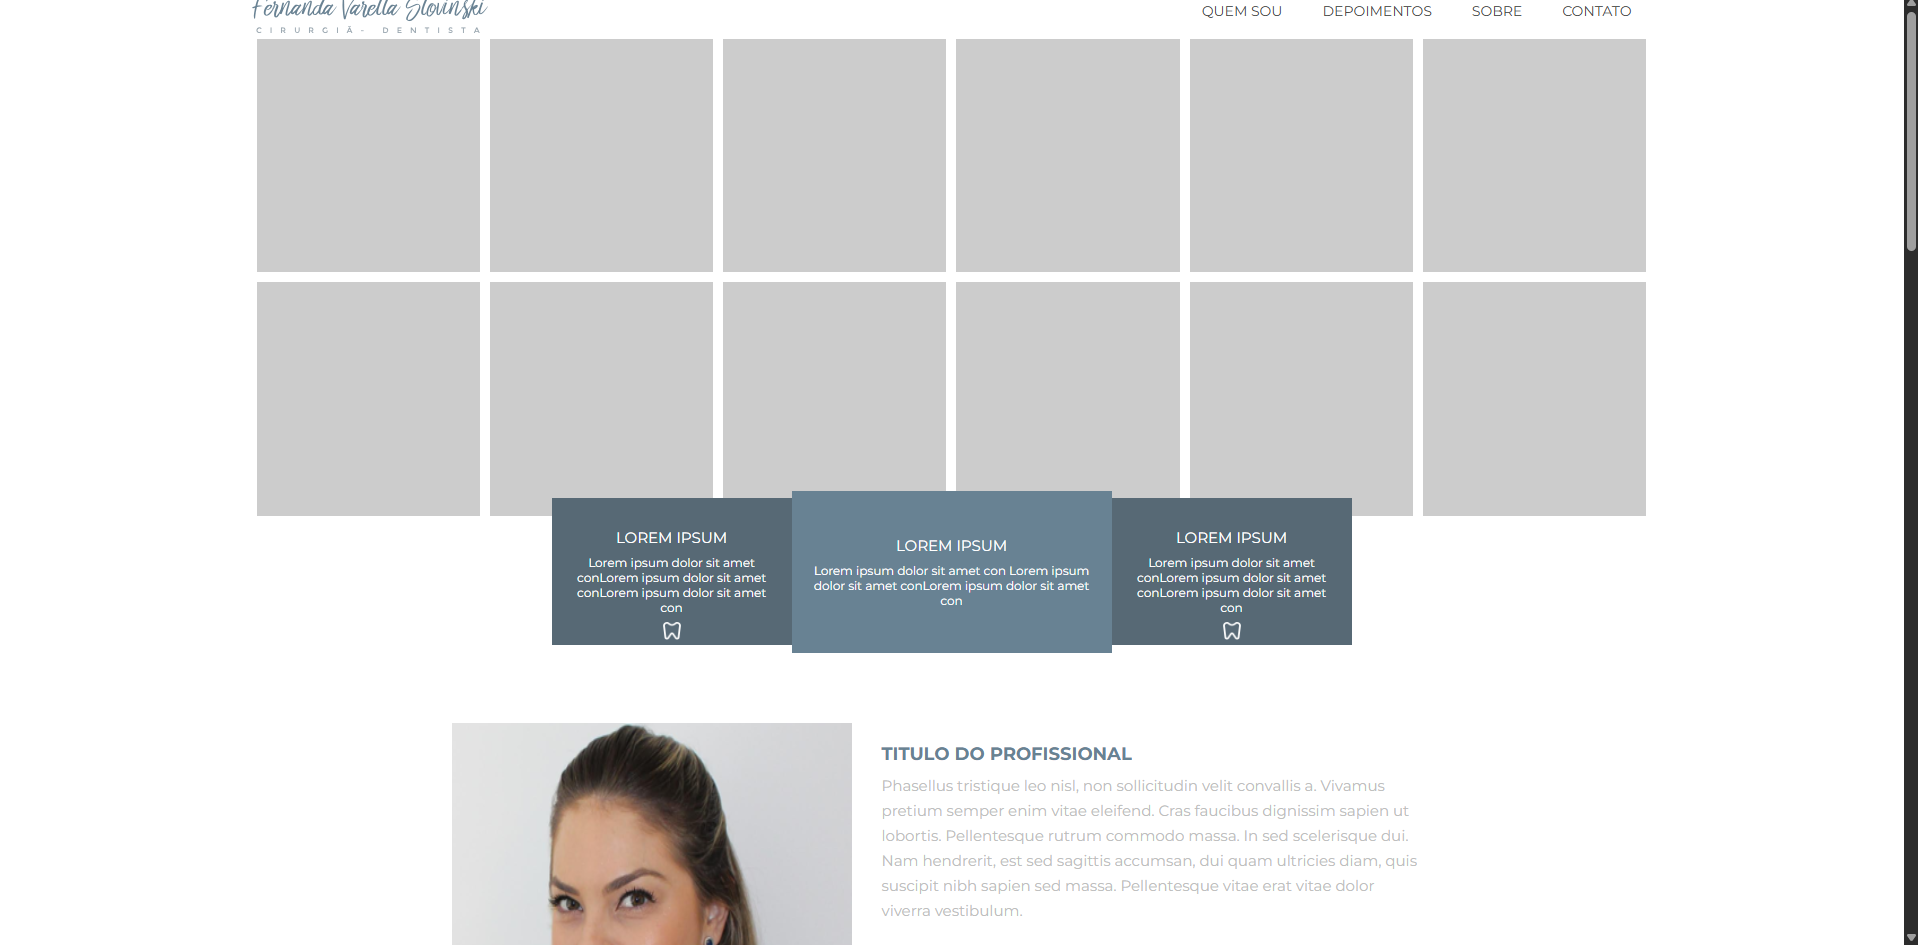 Fernanda Varella Slovinski
CIRURGIÃ- DENTISTA
QUEM SOU
DEPOIMENTOS
SOBRE
CONTATO
LOREM IPSUM
Lorem ipsum dolor sit amet
conLorem ipsum dolor sit amet
conLorem ipsum dolor sit amet
con
LOREM IPSUM
Lorem ipsum dolor sit amet con Lorem ipsum
dolor sit amet conLorem ipsum dolor sit amet
con
LOREM IPSUM
Lorem ipsum dolor sit amet
conLorem ipsum dolor sit amet
conLorem ipsum dolor sit amet
con
TITULO DO PROFISSIONAL
Phasellus tristique leo nisl, non sollicitudin velit convallis a. Vivamus
pretium semper enim vitae eleifend. Cras faucibus dignissim sapien ut
lobortis. Pellentesque rutrum commodo massa. In sed scelerisque dui.
Nam hendrerit, est sed sagittis accumsan, dui quam ultricies diam, quis
suscipit nibh sapien sed massa. Pellentesque vitae erat vitae dolor
viverra vestibulum.